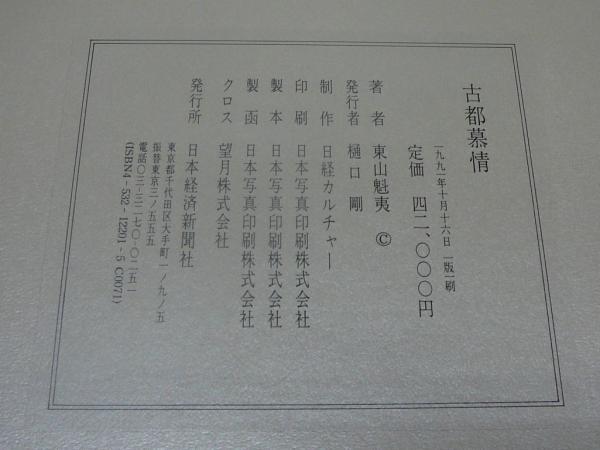 古都慕情
一九九一年十月十六日 一版一刷
定価 四二、〇〇〇円
著者 東山魁夷 ©
発行者 樋口 剛
制作 日経カルチャー
印刷 日本写真印刷株式会社
製本 日本写真印刷株式会社
製函 日本写真印刷株式会社
クロス 望月株式会社
発行所 日本経済新聞社
東京都千代田区大手町一ノ九ノ五
振替東京三ノ五五五
電話〇三-三二七〇-〇二五一
(ISBN4-532-12201-5 C0071)